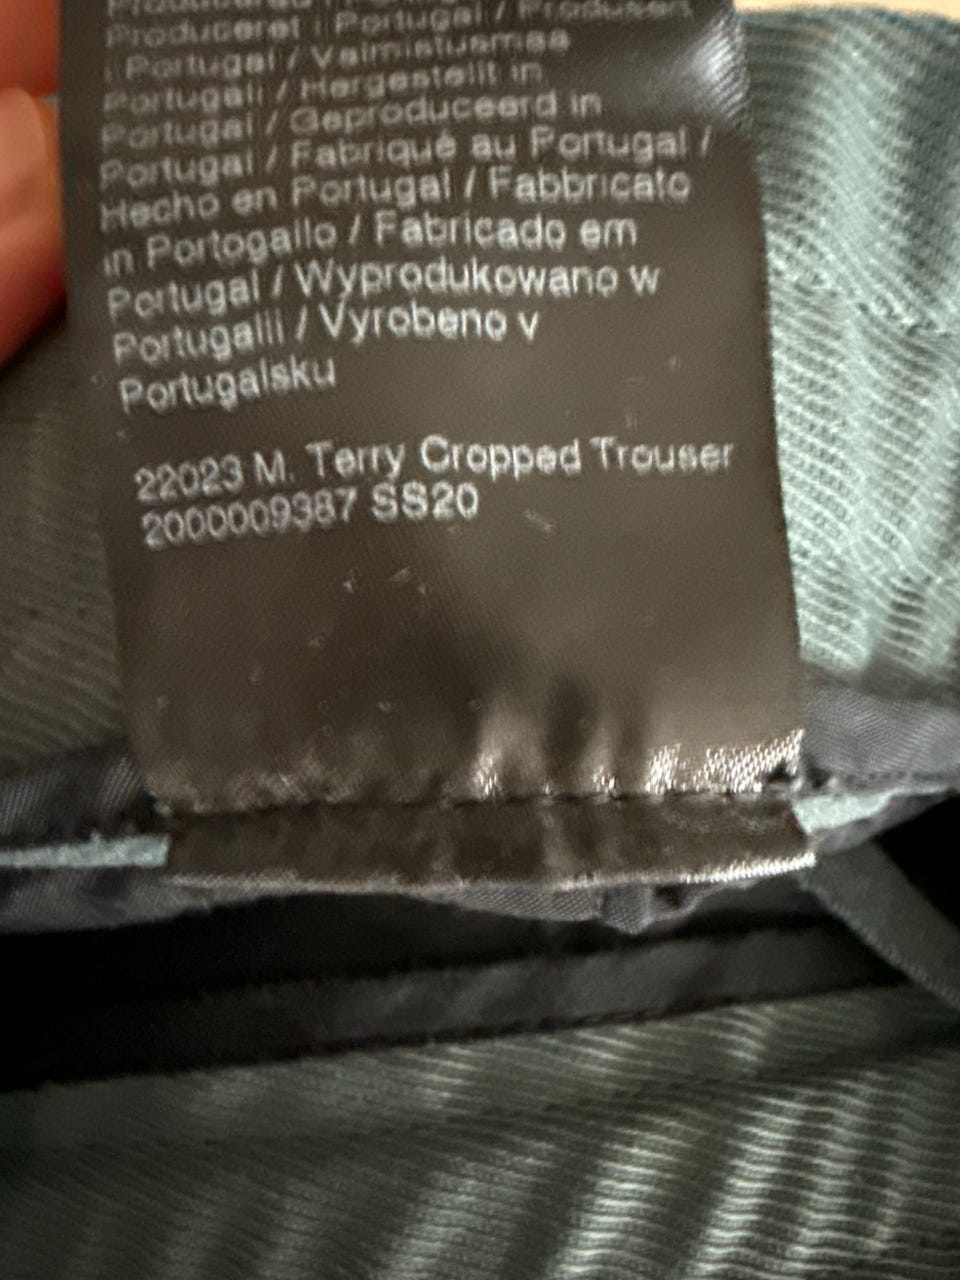 Produceret i Portugal / Produsert
i Portugal / Valmistusmaa
Portugali / Hergestellt in
Portugal / Geproduceerd in
Portugal / Fabriqué au Portugal /
Hecho en Portugal / Fabbricato
in Portogallo / Fabricado em
Portugal / Wyprodukowano w
Portugalii / Vyrobeno v
Portugalsku
22023 M. Terry Cropped Trouser
2000009387 SS20